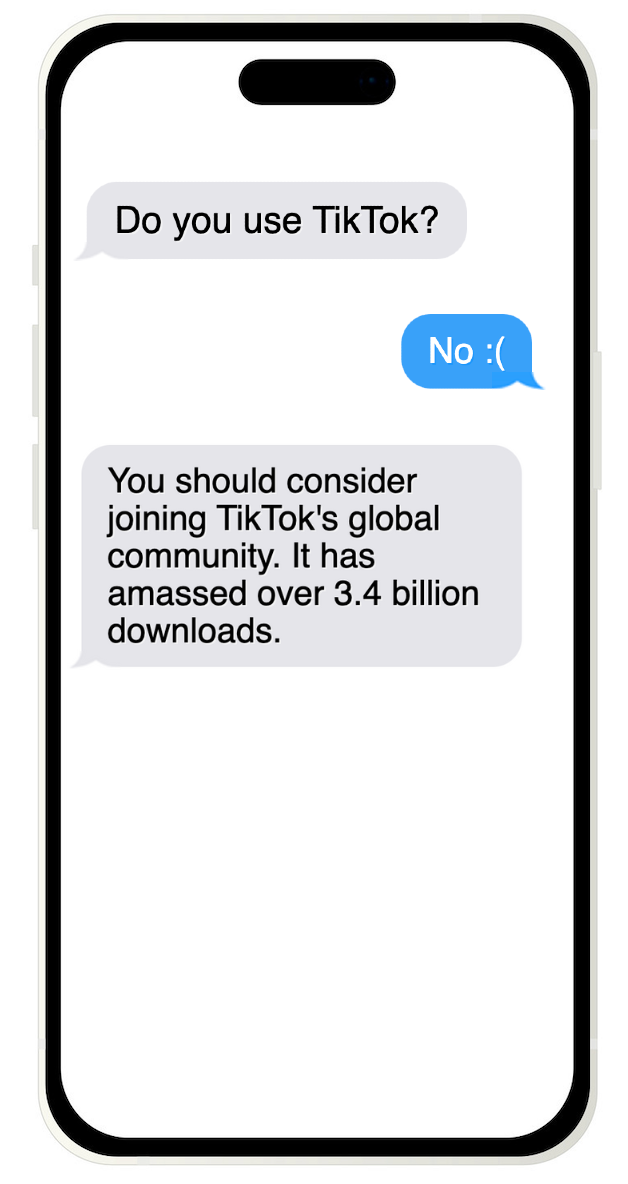 Do you use TikTok?
No :(
You should consider
joining TikTok's global
community. It has
amassed over 3.4 billion
downloads.